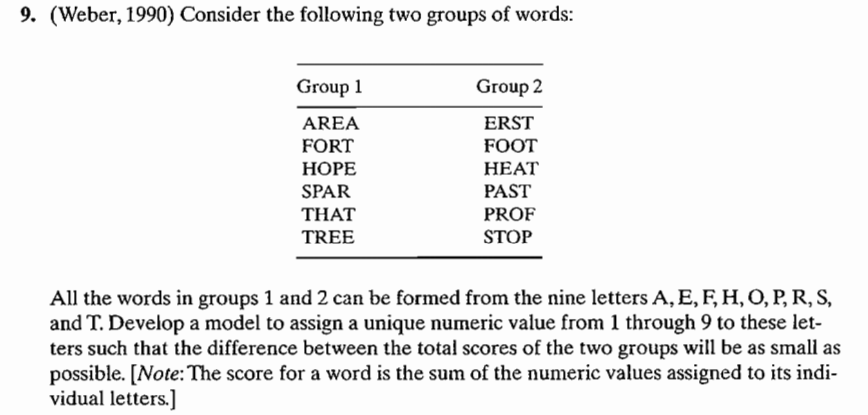 9. (Weber, 1990) Consider the following two groups of words:
Group 1 Group 2
AREA ERST
FORT FOOT
HOPE HEAT
SPAR PAST
THAT PROF
TREE STOP
All the words in groups 1 and 2 can be formed from the nine letters A, E, F, H, O, P, R, S,
and T. Develop a model to assign a unique numeric value from 1 through 9 to these let-
ters such that the difference between the total scores of the two groups will be as small as
possible. [Note: The score for a word is the sum of the numeric values assigned to its indi-
vidual letters.]